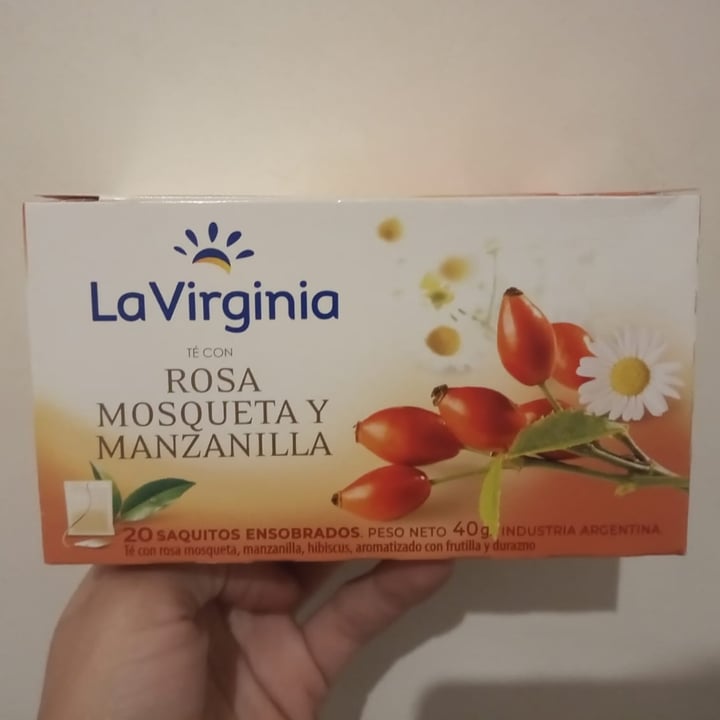 LaVirginia
TÉ CON
ROSA
MOSQUETA Y
MANZANILLA
20 SAQUITOS ENSOBRADOS. PESO NETO 40g. INDUSTRIA ARGENTINA
Té con rosa mosqueta, manzanilla, hibiscus, aromatizado con frutilla y durazno